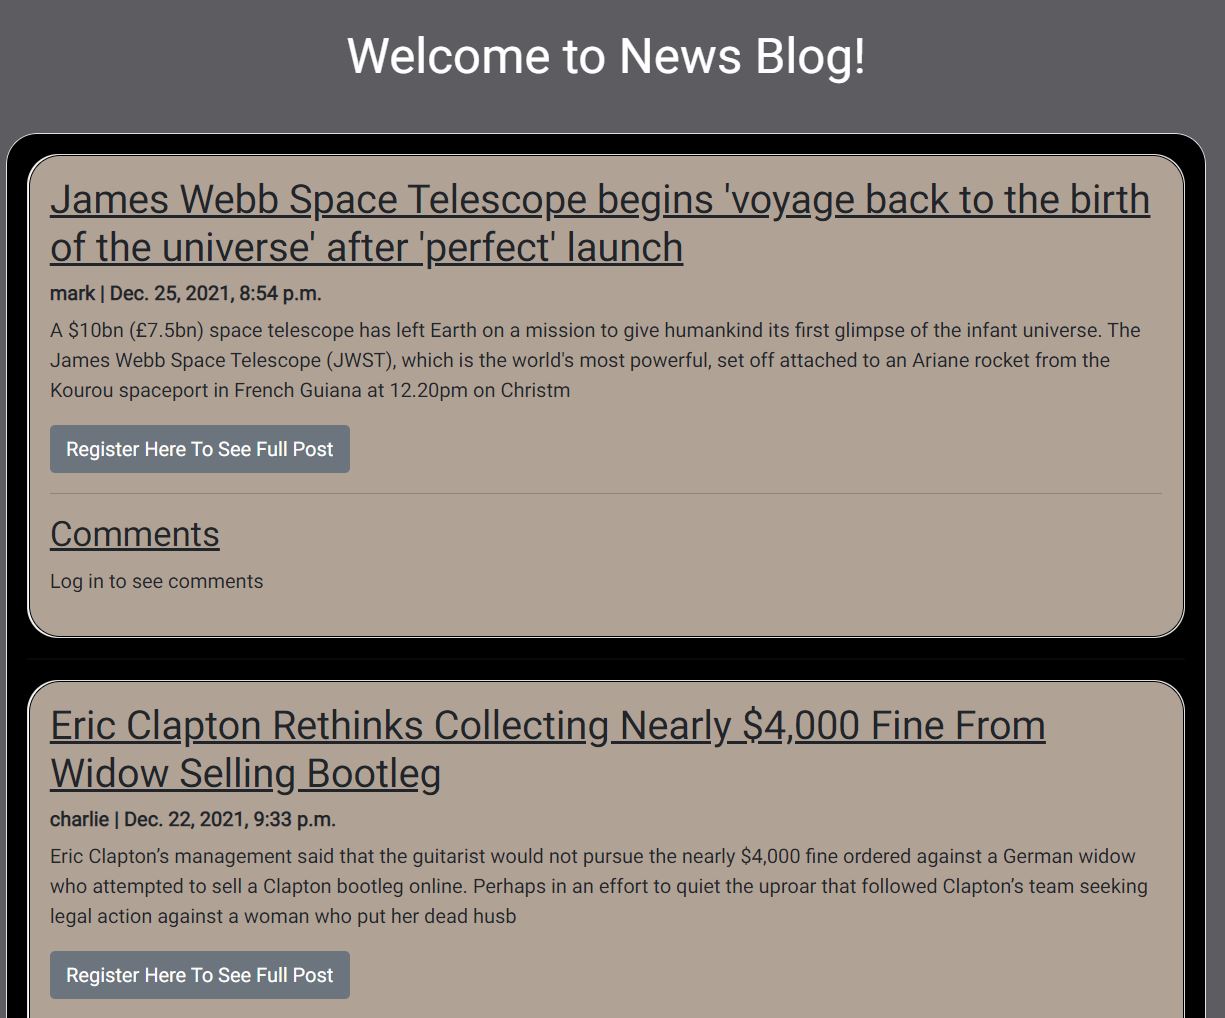 Welcome to News Blog!
James Webb Space Telescope begins 'voyage back to the birth
of the universe' after 'perfect' launch
mark | Dec. 25, 2021, 8:54 p.m.
A $10bn (£7.5bn) space telescope has left Earth on a mission to give humankind its first glimpse of the infant universe. The
James Webb Space Telescope (JWST), which is the world's most powerful, set off attached to an Ariane rocket from the
Kourou spaceport in French Guiana at 12.20pm on Christm
Register Here To See Full Post
Comments
Log in to see comments
Eric Clapton Rethinks Collecting Nearly $4,000 Fine From
Widow Selling Bootleg
charlie | Dec. 22, 2021, 9:33 p.m.
Eric Clapton’s management said that the guitarist would not pursue the nearly $4,000 fine ordered against a German widow
who attempted to sell a Clapton bootleg online. Perhaps in an effort to quiet the uproar that followed Clapton’s team seeking
legal action against a woman who put her dead husb
Register Here To See Full Post